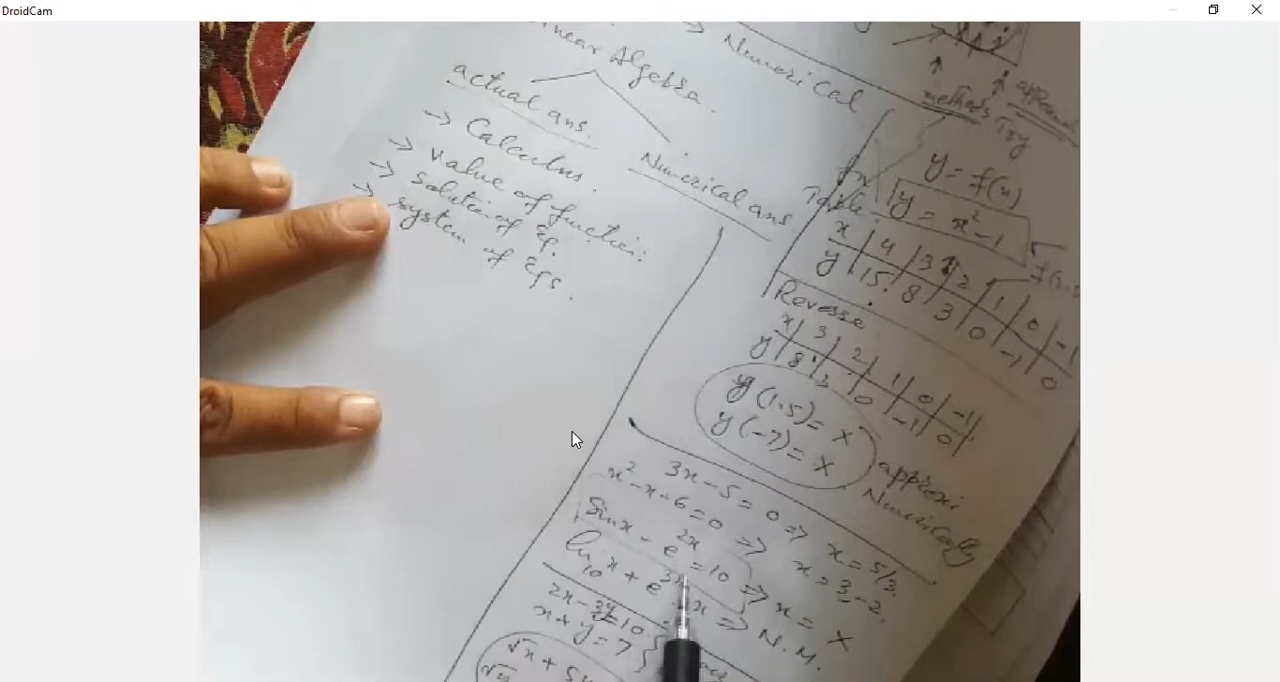 DroidCam
Linear Algebra.
actual ans.
Numerical ans
→ Calculus.
→ value of function:
→ solution of Eq.
→ system of Eqs.
→ Numerical
methods
y = f(x)
Table: y = x² - 1
x | 4 | 3 | 2 | 1 | 0 | -1
y | 15 | 8 | 3 | 0 | -1 | 0
Reverse
x | 3 | 2 | 1 | 0 | -1
y | 8 | 3 | 0 | -1 | 0
y(1.5) = X
y(-7) = X
approxi
Numerically
3x - 5 = 0 ⇒ x = 5/3.
x² - x - 6 = 0 ⇒ x = 3, -2.
Sinx - e^2x = 10 ⇒ x = X
ln x + e ⇒ N.M.
10
x + y = 7